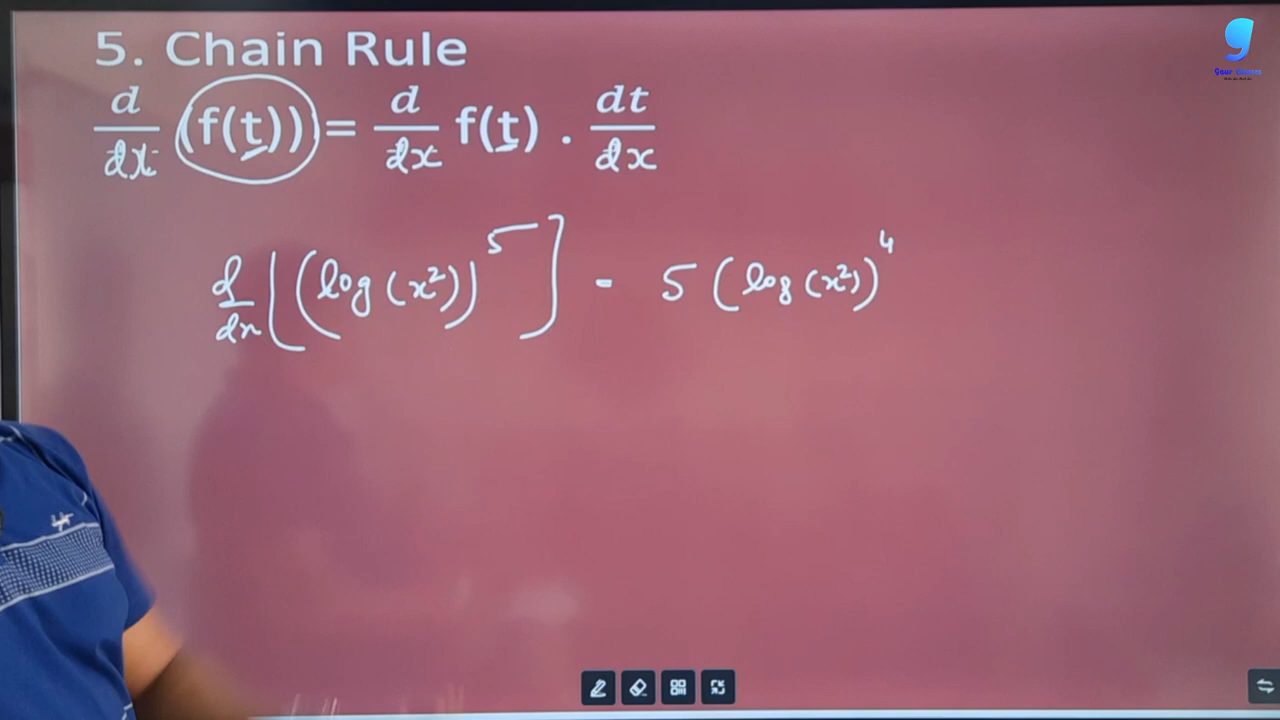 5. Chain Rule
d/dx (f(t)) = d/dx f(t) . dt/dx
d/dx [(log (x²))⁵] = 5 (log (x²))⁴